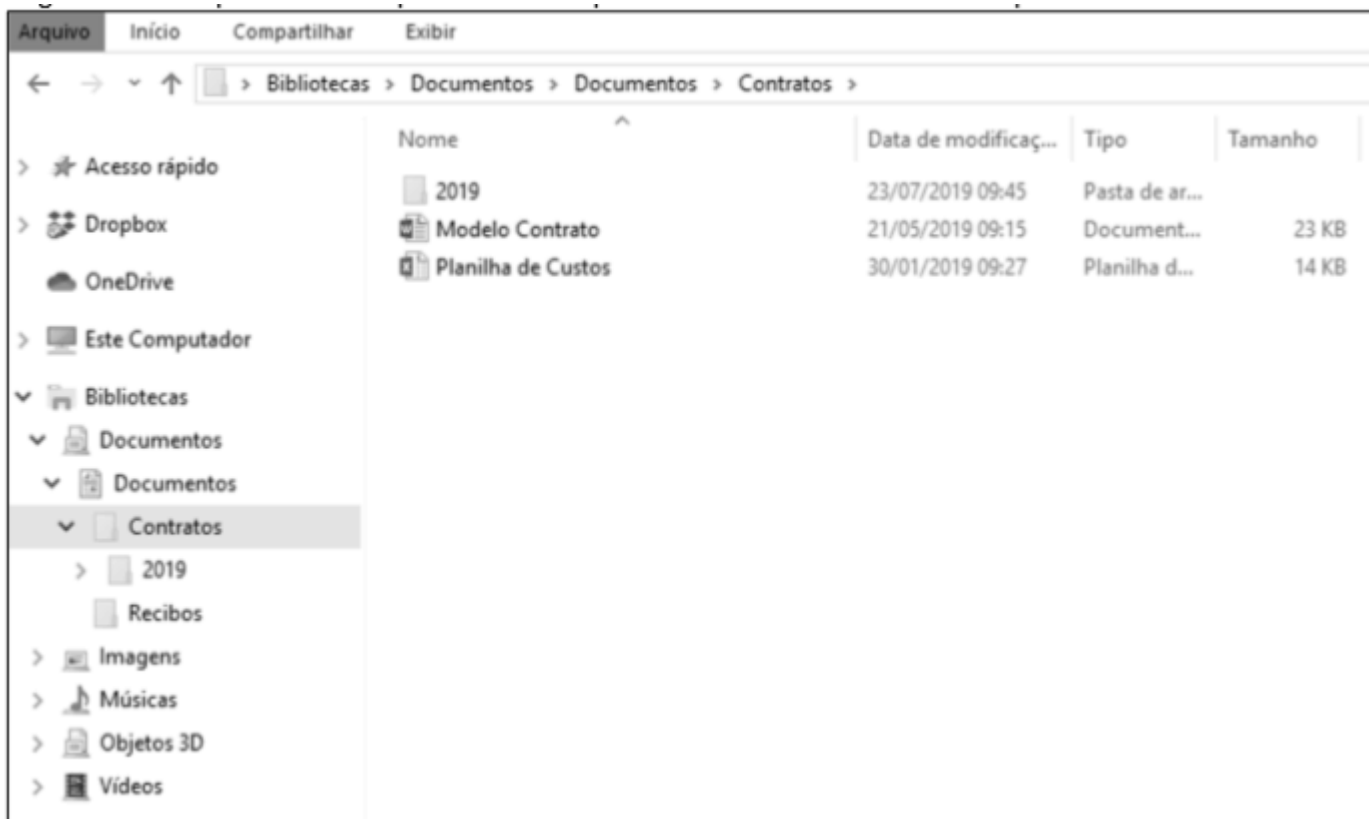 Arquivo Início Compartilhar Exibir
Bibliotecas > Documentos > Documentos > Contratos >
Nome Data de modificaç... Tipo Tamanho
Acesso rápido
2019 23/07/2019 09:45 Pasta de ar...
Dropbox
Modelo Contrato 21/05/2019 09:15 Document... 23 KB
Planilha de Custos 30/01/2019 09:27 Planilha d... 14 KB
OneDrive
Este Computador
Bibliotecas
Documentos
Documentos
Contratos
2019
Recibos
Imagens
Músicas
Objetos 3D
Vídeos